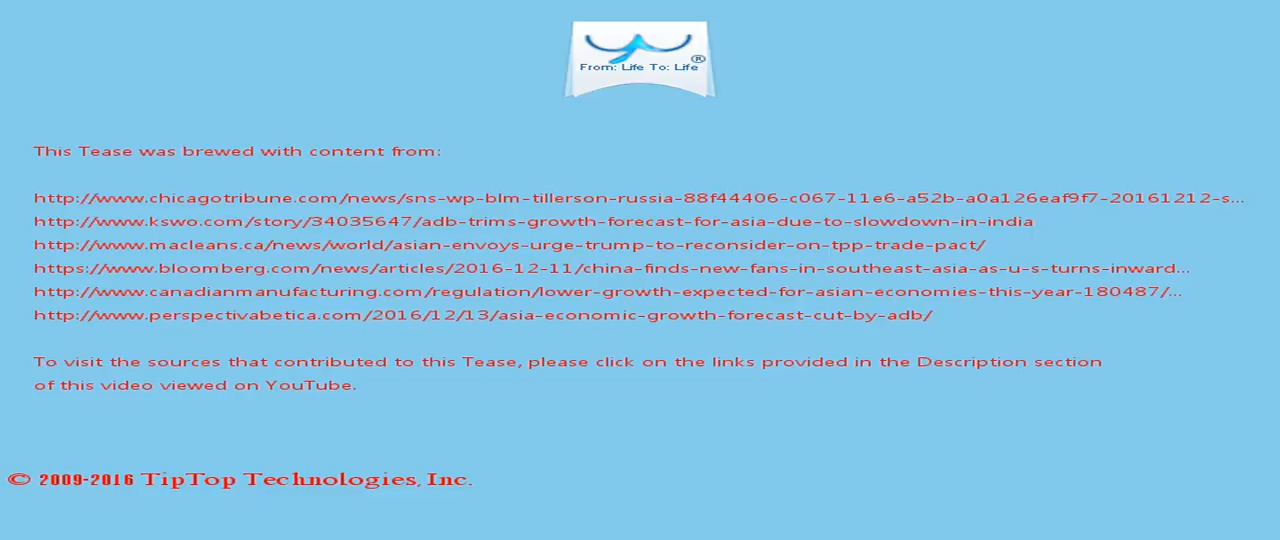 From: Life To: Life®
This Tease was brewed with content from:
http://www.chicagotribune.com/news/sns-wp-blm-tillerson-russia-88f44406-c067-11e6-a52b-a0a126eaf9f7-20161212-s...
http://www.kswo.com/story/34035647/adb-trims-growth-forecast-for-asia-due-to-slowdown-in-india
http://www.macleans.ca/news/world/asian-envoys-urge-trump-to-reconsider-on-tpp-trade-pact/
https://www.bloomberg.com/news/articles/2016-12-11/china-finds-new-fans-in-southeast-asia-as-u-s-turns-inward...
http://www.canadianmanufacturing.com/regulation/lower-growth-expected-for-asian-economies-this-year-180487/...
http://www.perspectivabetica.com/2016/12/13/asia-economic-growth-forecast-cut-by-adb/
To visit the sources that contributed to this Tease, please click on the links provided in the Description section
of this video viewed on YouTube.
© 2009-2016 TipTop Technologies, Inc.